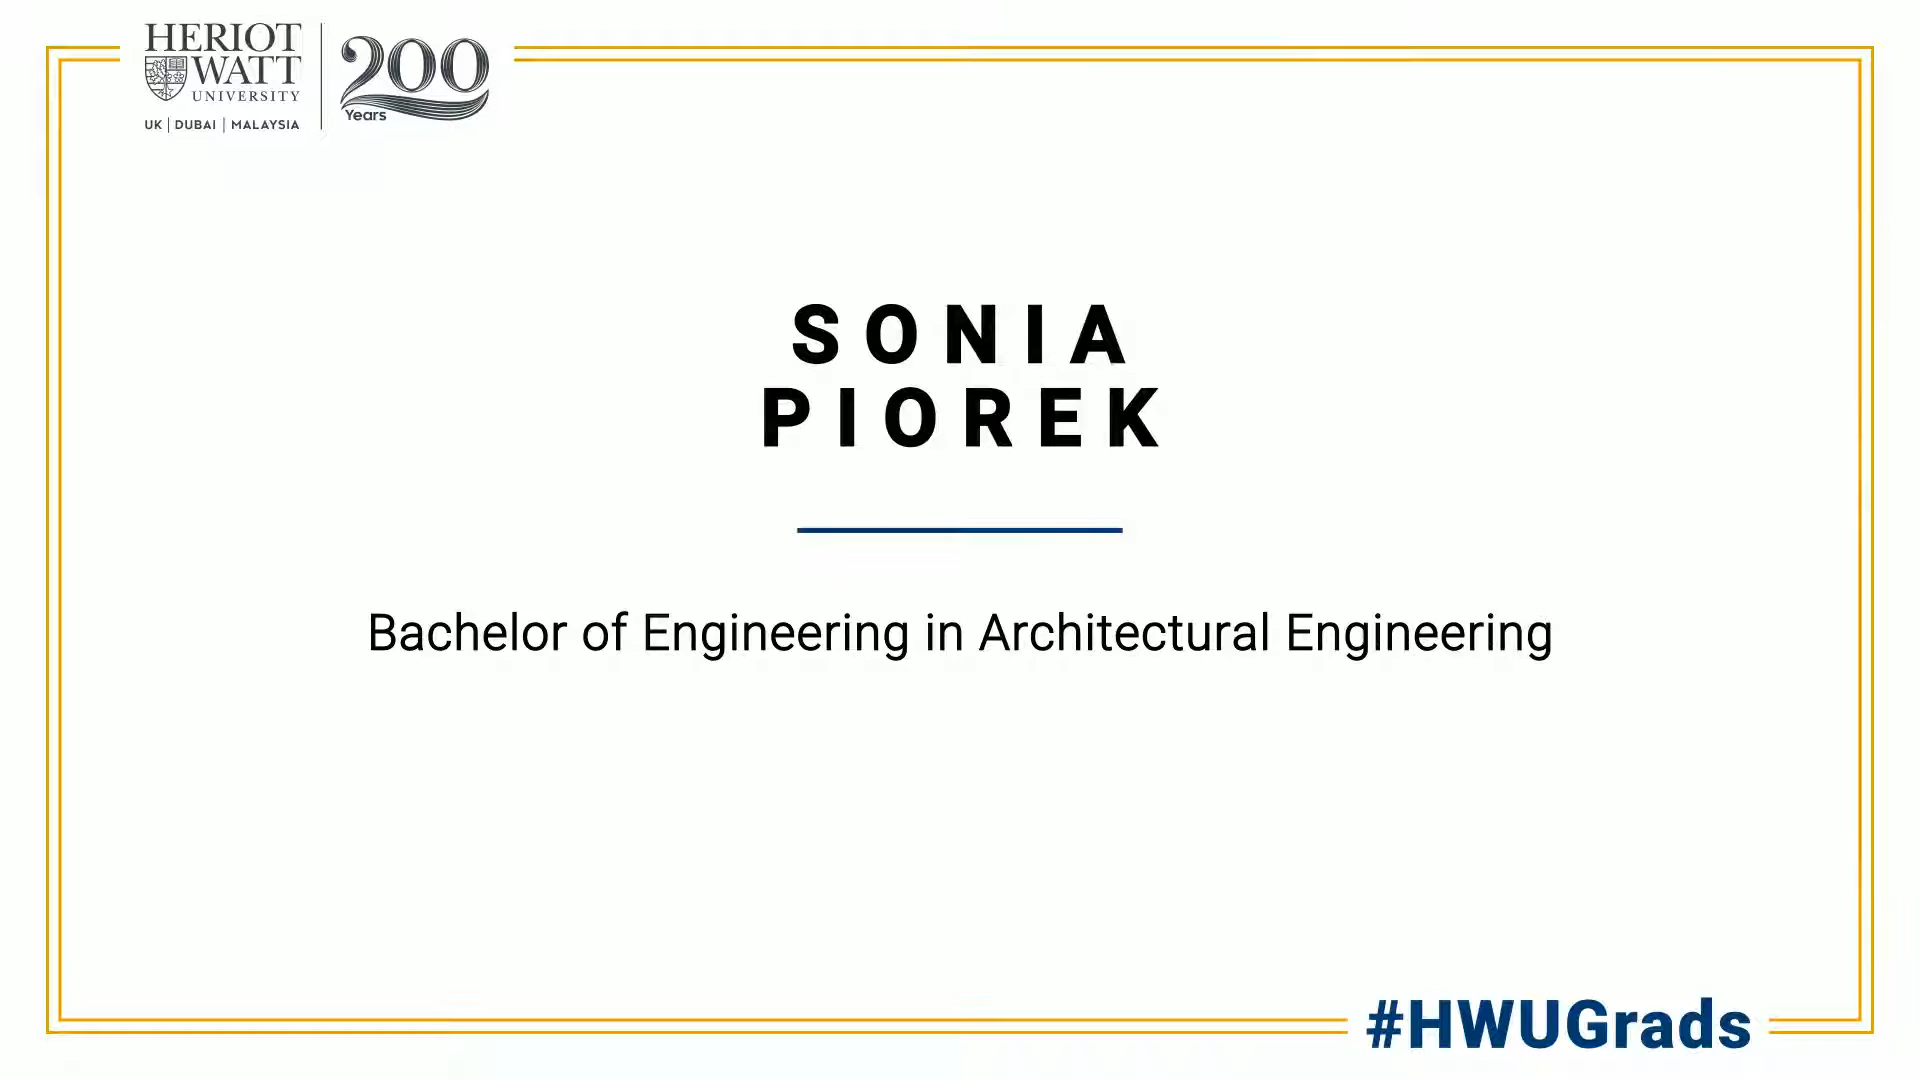 HERIOT
WATT
UNIVERSITY
UK | DUBAI | MALAYSIA
200
Years
SONIA
PIOREK
Bachelor of Engineering in Architectural Engineering
#HWUGrads